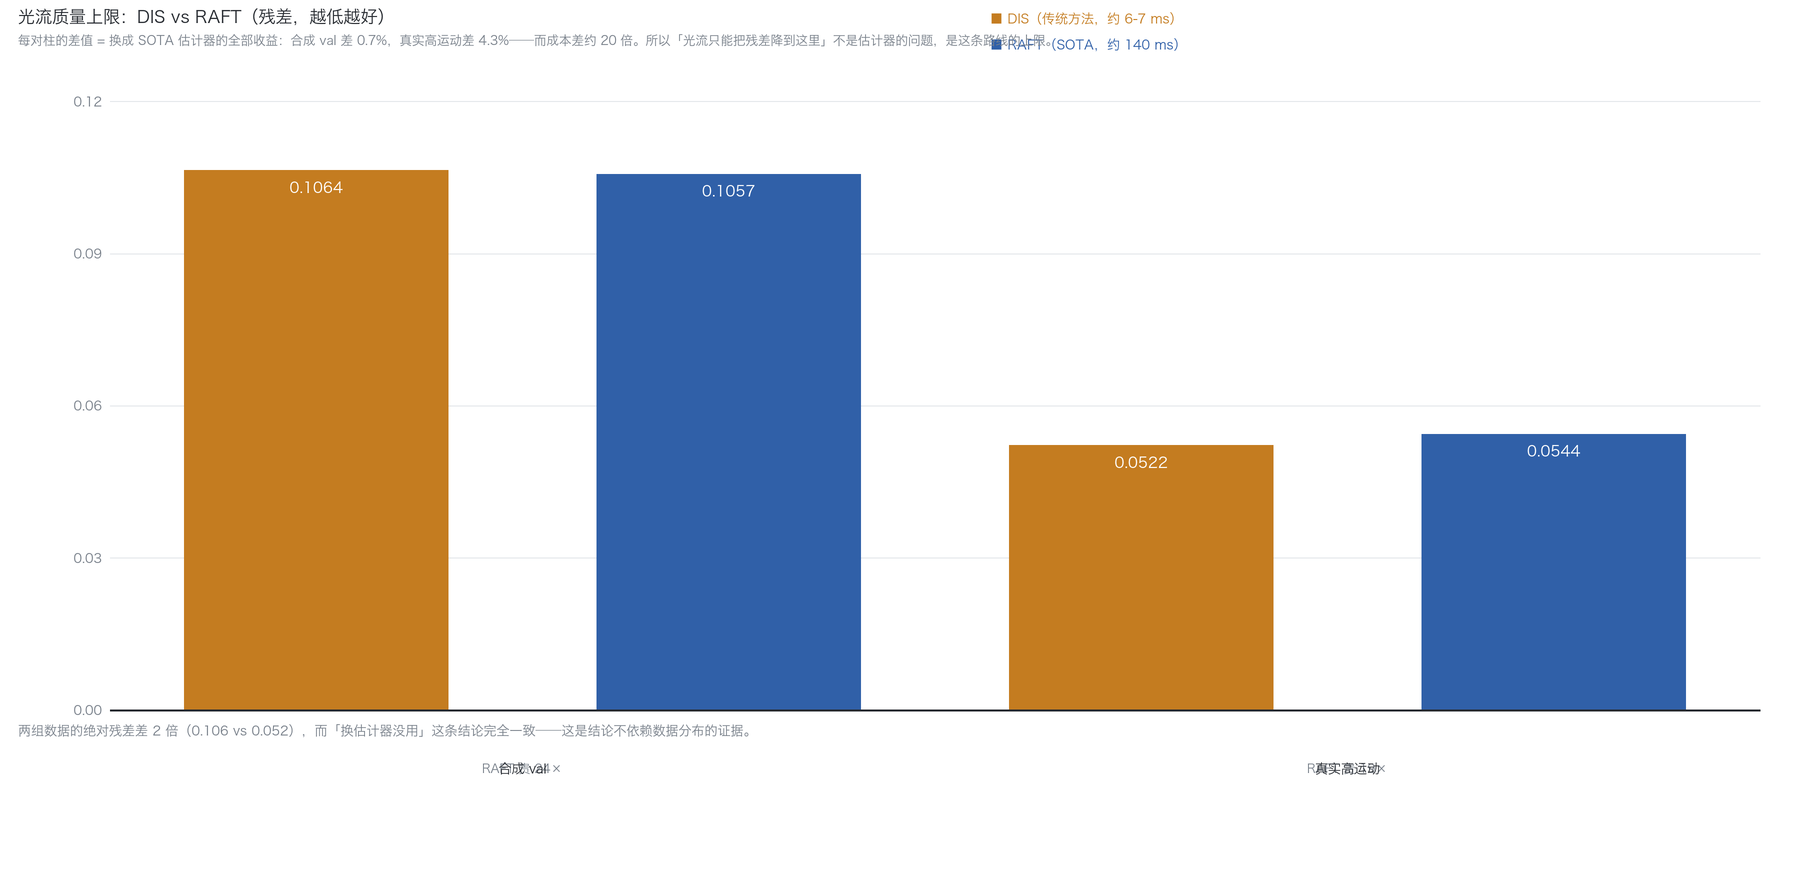 光流质量上限：DIS vs RAFT（残差，越低越好）
DIS（传统方法，约 6-7 ms）
每对柱的差值 = 换成 SOTA 估计器的全部收益：合成 val 差 0.7%，真实高运动差 4.3%——而成本差约 20 倍。所以「光流只能把残差降到这里」不是估计器的问题，是这条路线的上限。
RAFT（SOTA，约 140 ms）
0.12
0.09
0.06
0.03
0.00
0.1064
0.1057
0.0522
0.0544
两组数据的绝对残差差 2 倍（0.106 vs 0.052），而「换估计器没用」这条结论完全一致——这是结论不依赖数据分布的证据。
合成 val
真实高运动